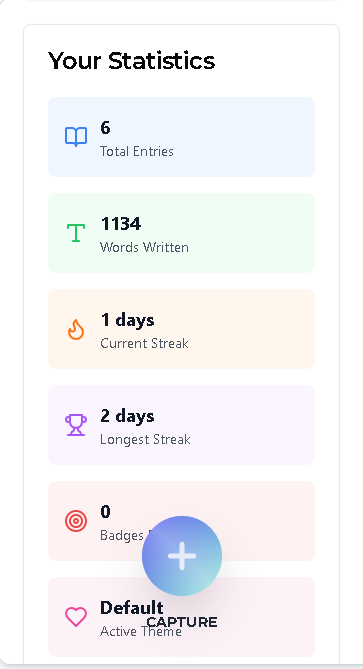 Your Statistics
6
Total Entries
1134
Words Written
1 days
Current Streak
2 days
Longest Streak
0
Badges
Default
Active Theme
CAPTURE